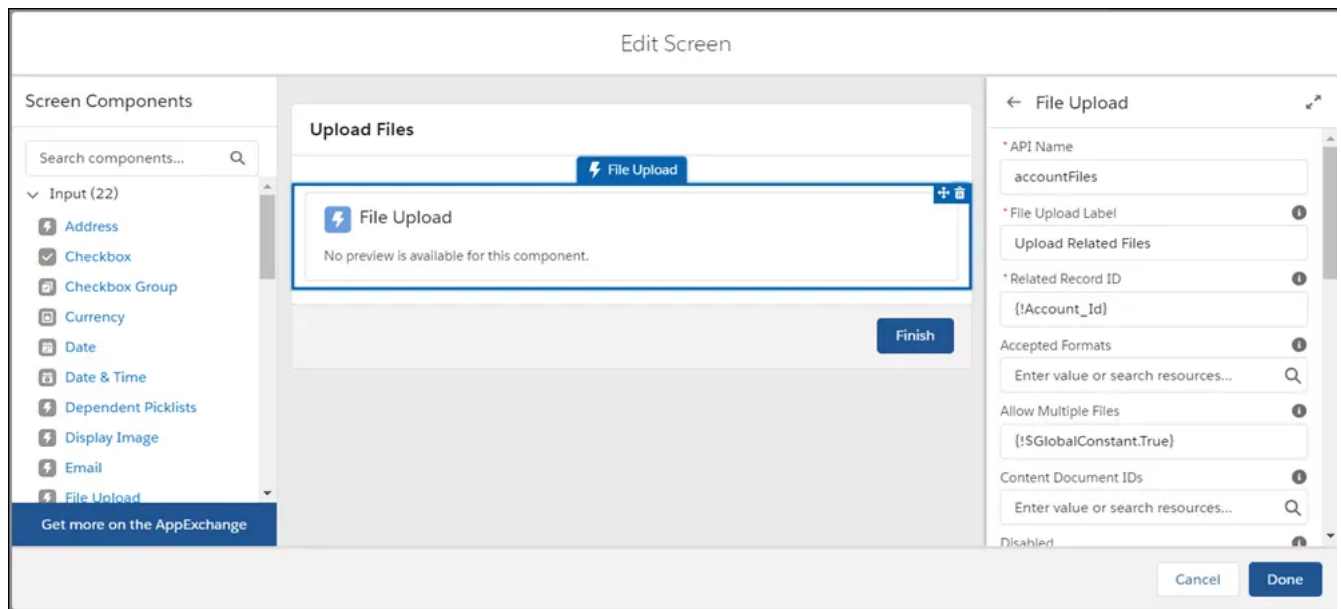 Edit Screen
Screen Components
Search components...
Input (22)
Address
Checkbox
Checkbox Group
Currency
Date
Date & Time
Dependent Picklists
Display Image
Email
File Upload
Get more on the AppExchange
Upload Files
File Upload
File Upload
No preview is available for this component.
Finish
File Upload
*API Name
accountFiles
*File Upload Label
Upload Related Files
*Related Record ID
{!Account_Id}
Accepted Formats
Enter value or search resources...
Allow Multiple Files
{!$GlobalConstant.True}
Content Document IDs
Enter value or search resources...
Disabled
Cancel
Done